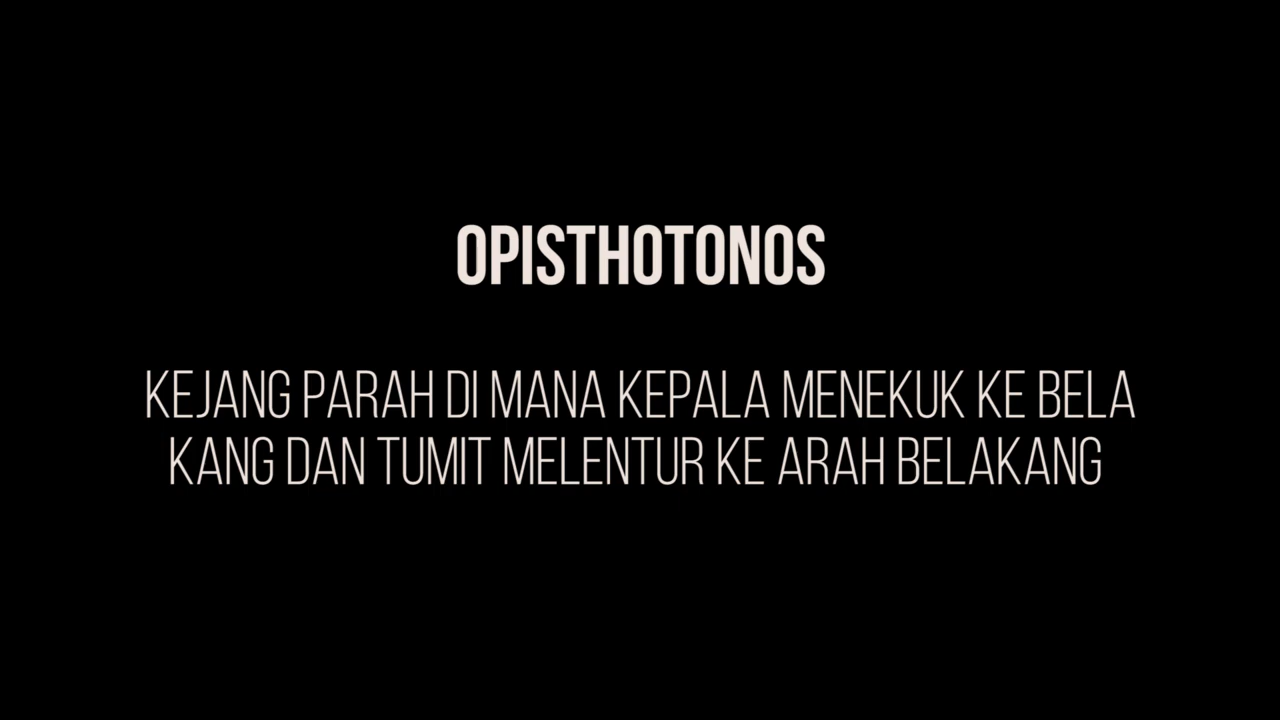 OPISTHOTONOS
KEJANG PARAH DI MANA KEPALA MENEKUK KE BELA
KANG DAN TUMIT MELENTUR KE ARAH BELAKANG